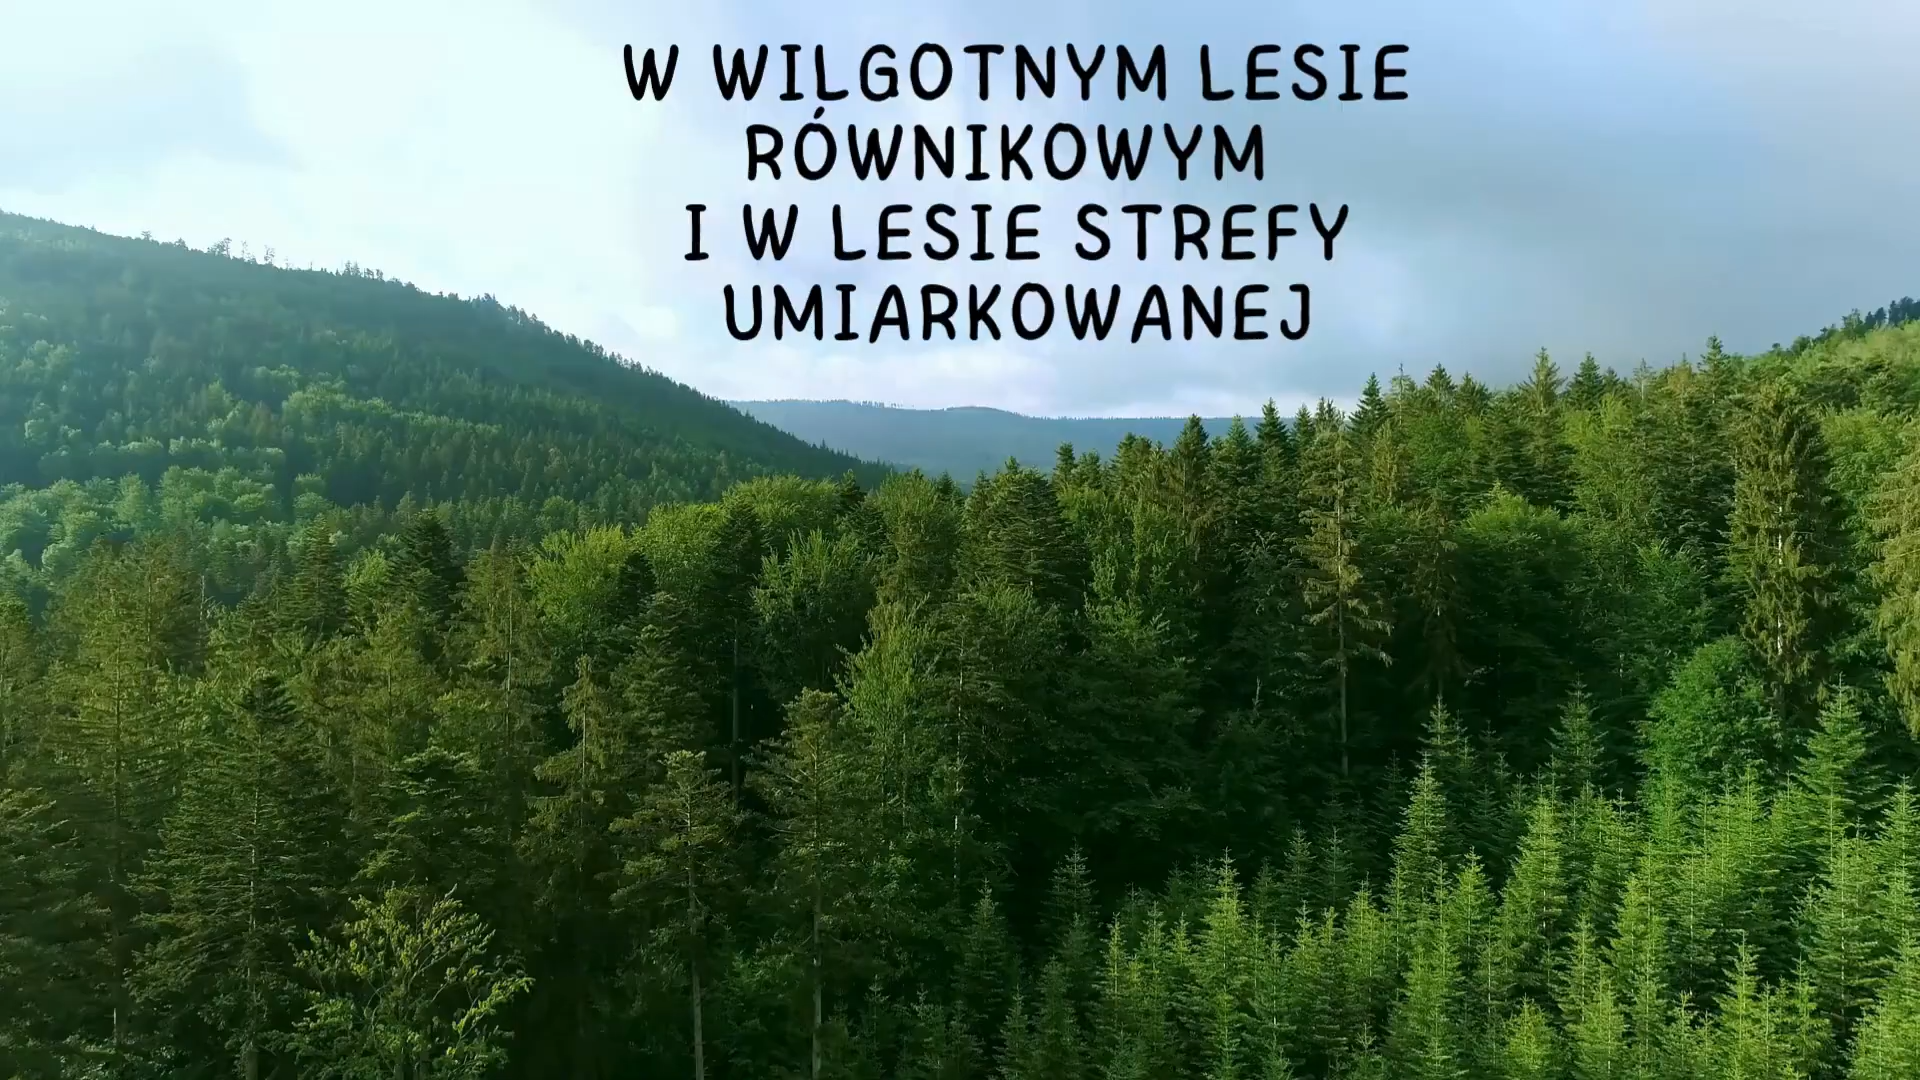 W WILGOTNYM LESIE
RÓWNIKOWYM
I W LESIE STREFY
UMIARKOWANEJ